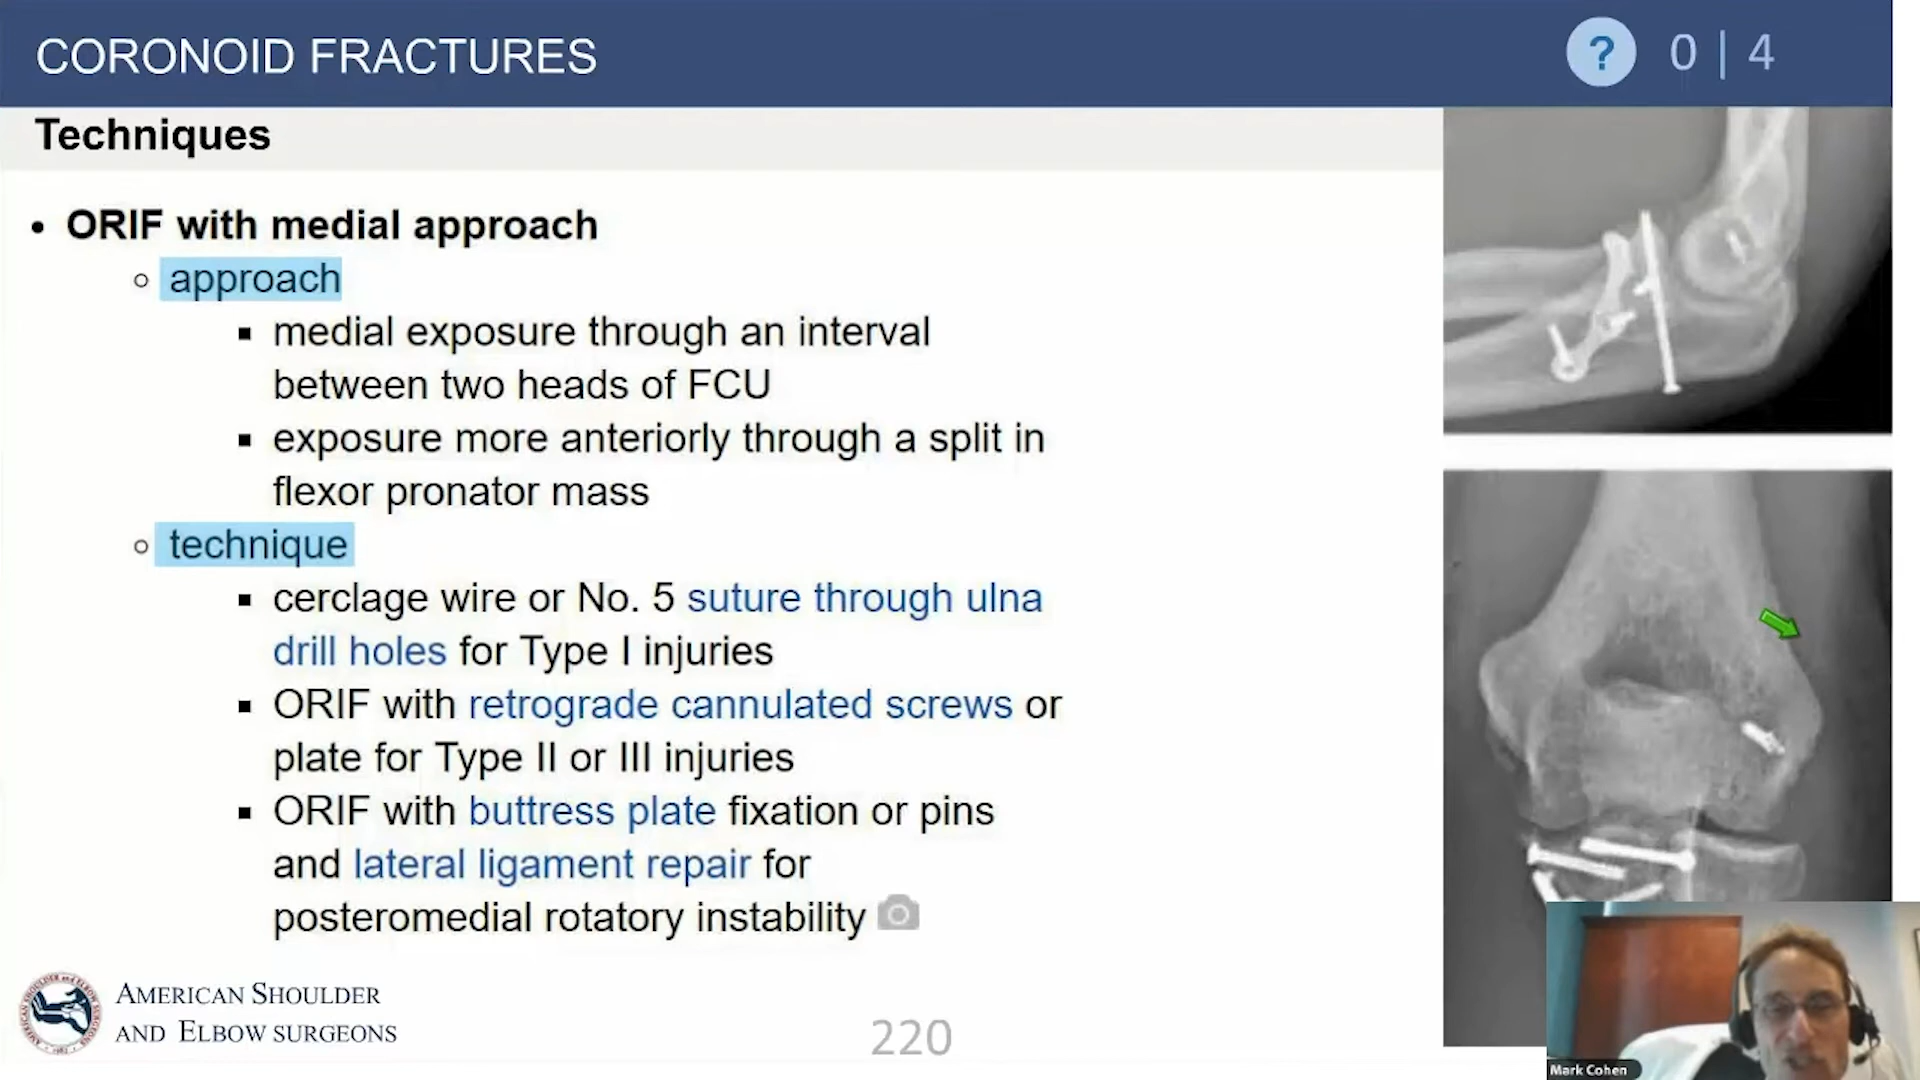 CORONOID FRACTURES
? 0 | 4
Techniques
• ORIF with medial approach
○ approach
▪ medial exposure through an interval
between two heads of FCU
▪ exposure more anteriorly through a split in
flexor pronator mass
○ technique
▪ cerclage wire or No. 5 suture through ulna
drill holes for Type I injuries
▪ ORIF with retrograde cannulated screws or
plate for Type II or III injuries
▪ ORIF with buttress plate fixation or pins
and lateral ligament repair for
posteromedial rotatory instability
AMERICAN SHOULDER
AND ELBOW SURGEONS
220
Mark Cohen